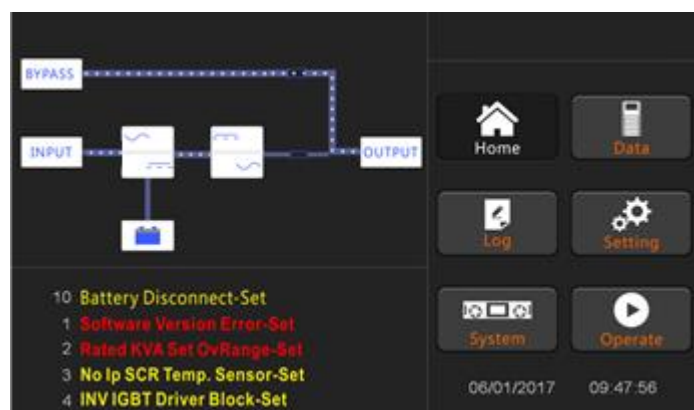 BYPASS
INPUT
OUTPUT
10 Battery Disconnect-Set
1 Software Version Error-Set
2 Rated KVA Set OvRange-Set
3 No Ip SCR Temp. Sensor-Set
4 INV IGBT Driver Block-Set
Home
Data
Log
Setting
System
Operate
06/01/2017 09:47:56